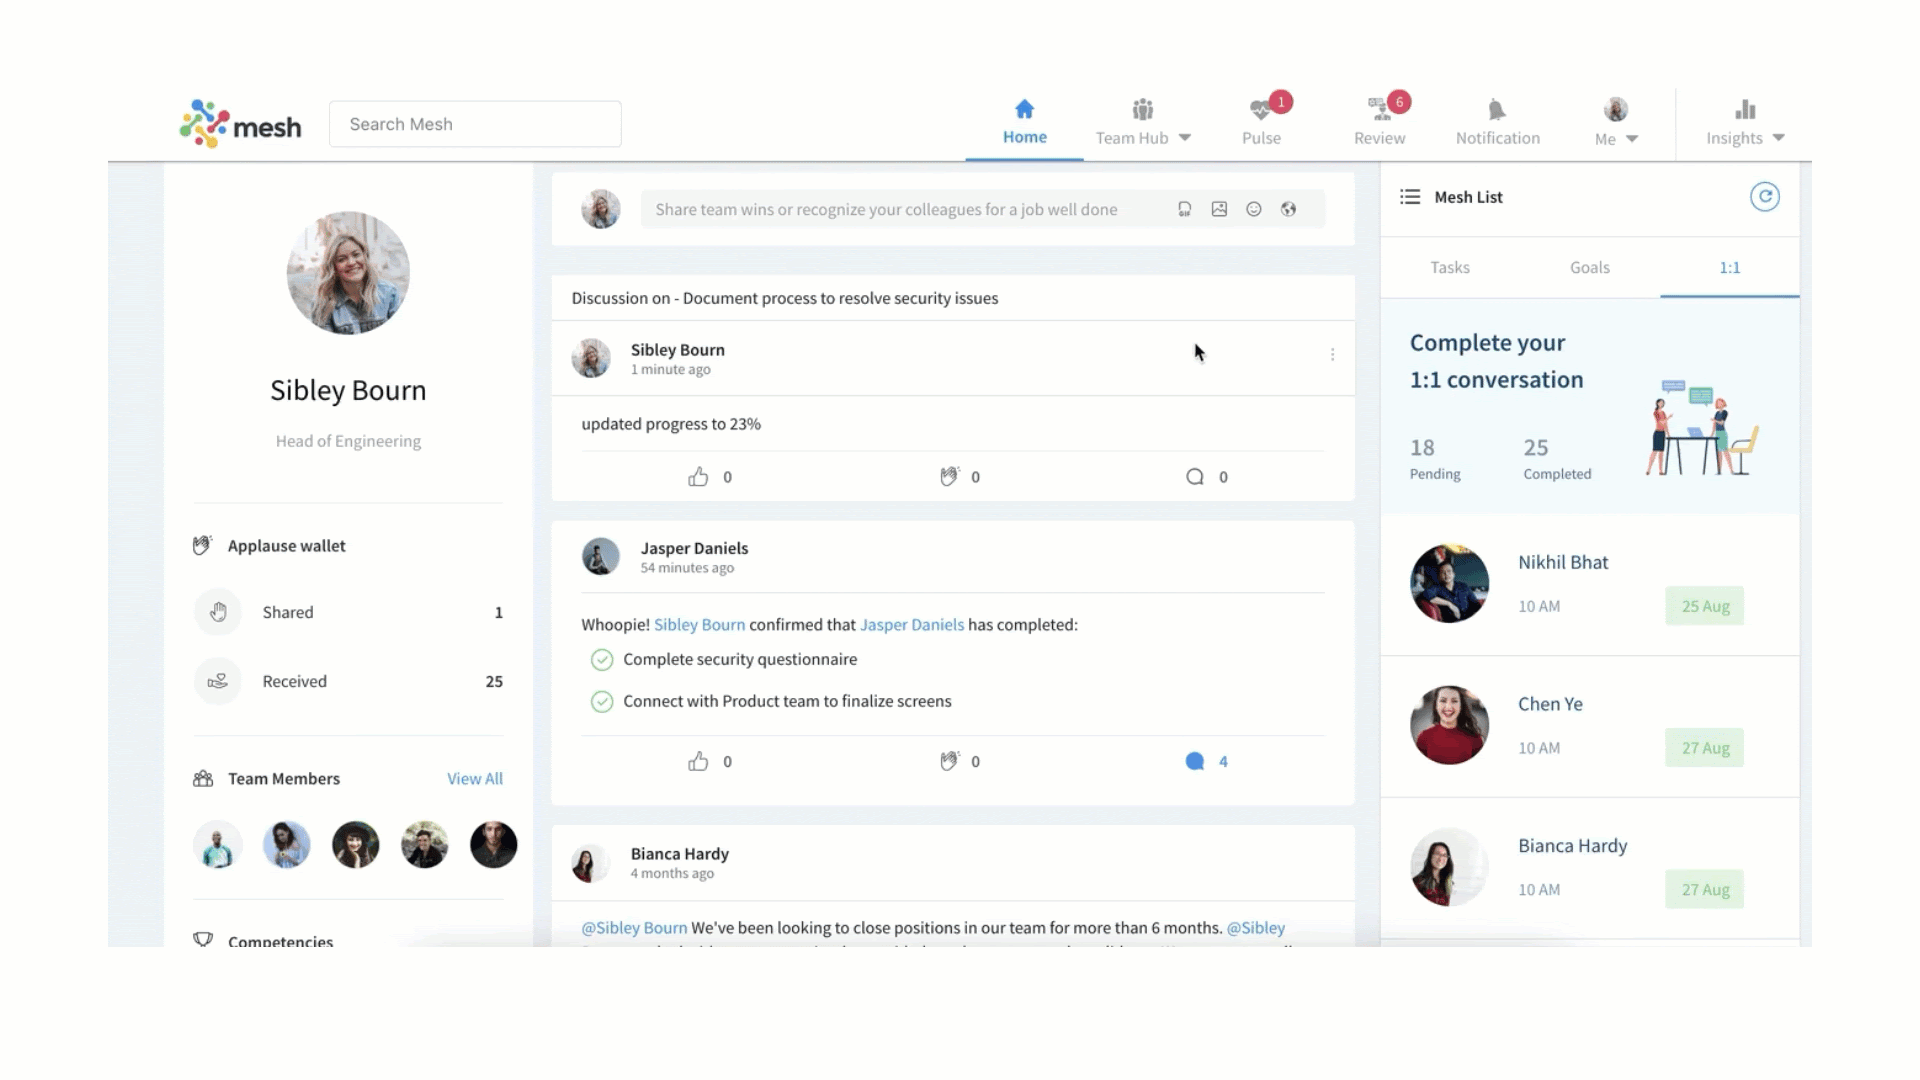 mesh
Search Mesh
Home
Team Hub
1
Pulse
6
Review
Notification
Me
Insights
Sibley Bourn
Head of Engineering
Applause wallet
Shared 1
Received 25
Team Members View All
Competencies
Share team wins or recognize your colleagues for a job well done
GIF
Discussion on - Document process to resolve security issues
Sibley Bourn
1 minute ago
updated progress to 23%
0 0 0
Jasper Daniels
54 minutes ago
Whoopie! Sibley Bourn confirmed that Jasper Daniels has completed:
Complete security questionnaire
Connect with Product team to finalize screens
0 0 4
Bianca Hardy
4 months ago
@Sibley Bourn We've been looking to close positions in our team for more than 6 months. @Sibley
Mesh List
Tasks Goals 1:1
Complete your
1:1 conversation
18 25
Pending Completed
Nikhil Bhat
10 AM 25 Aug
Chen Ye
10 AM 27 Aug
Bianca Hardy
10 AM 27 Aug